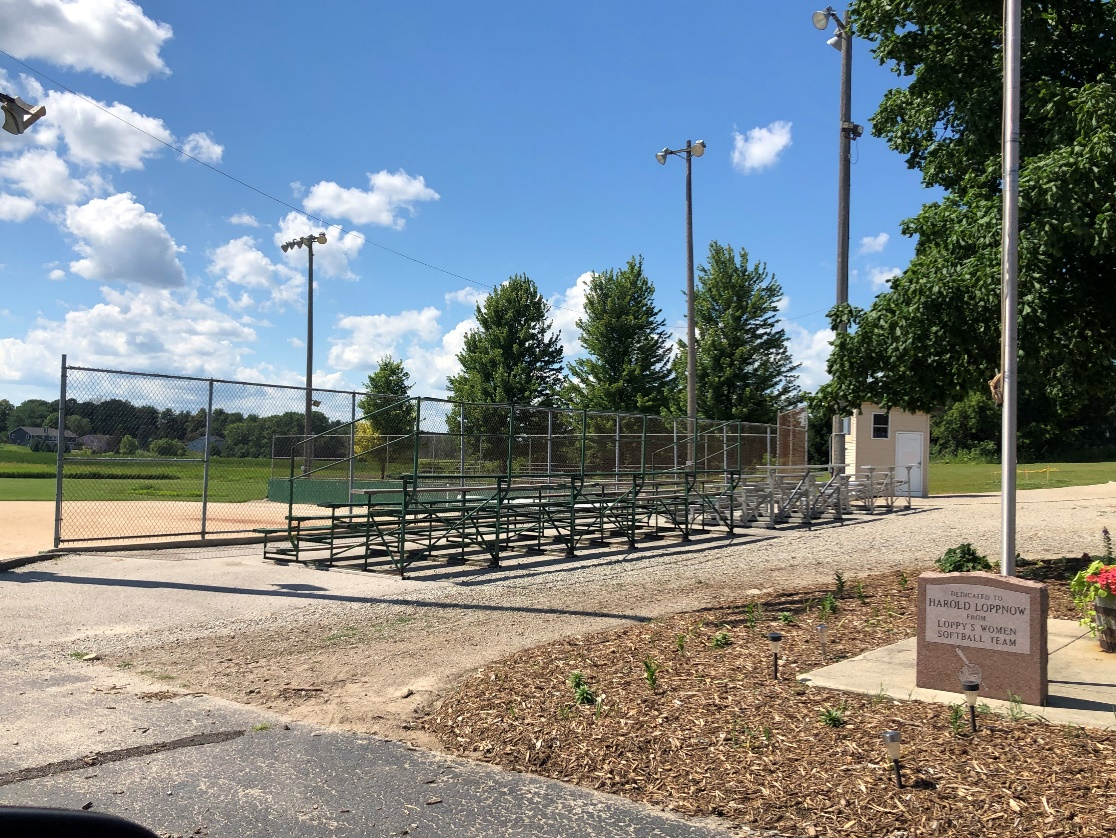 DEDICATED TO
HAROLD LOPPNOW
FROM
LOPPY'S WOMEN
SOFTBALL TEAM